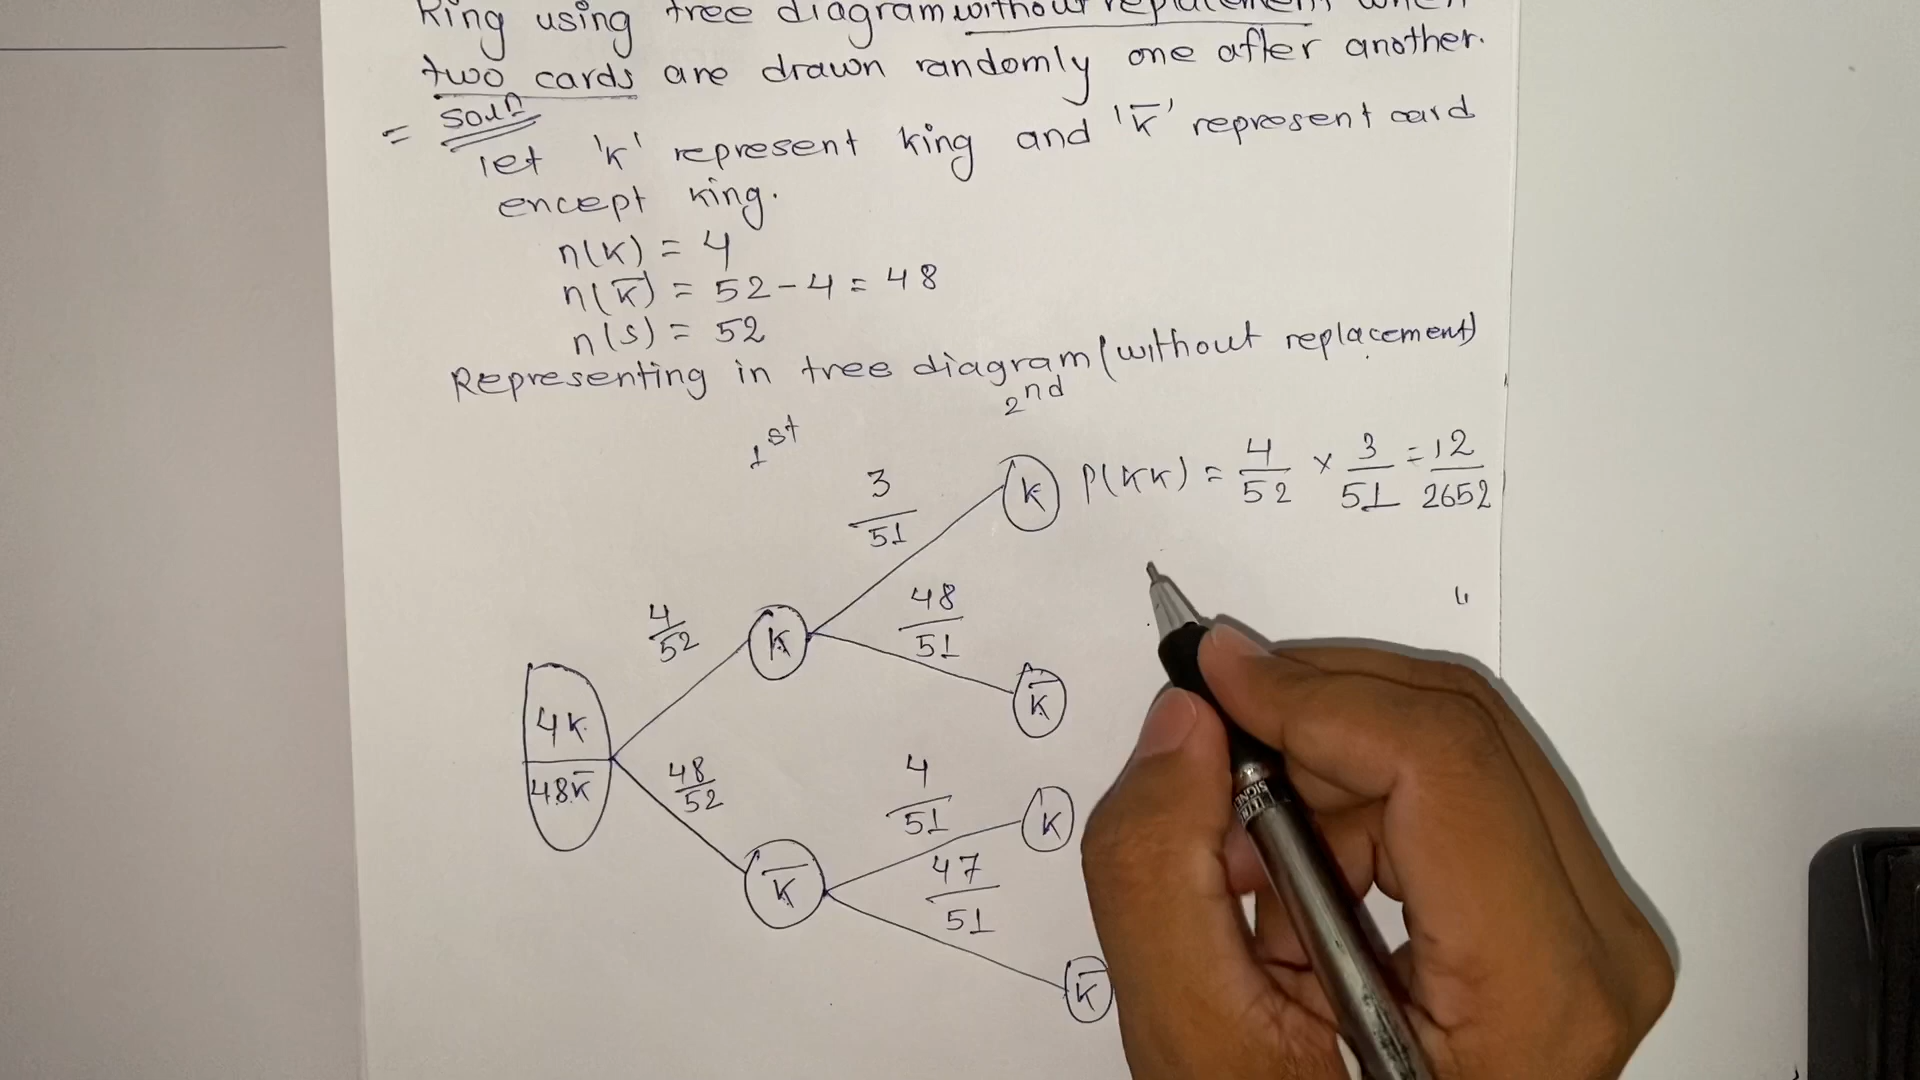 King using tree diagram without replacement when
two cards are drawn randomly one after another.
= Solⁿ
let 'K' represent king and 'K̅' represent card
encept king.
n(K) = 4
n(K̅) = 52 - 4 = 48
n(s) = 52
Representing in tree diagram (without replacement)
1st 2nd
3/51 K P(KK) = 4/52 × 3/51 = 12/2652
4/52 K 48/51 K̅
4K
48K̅
48/52 K̅ 4/51 K
47/51 K̅